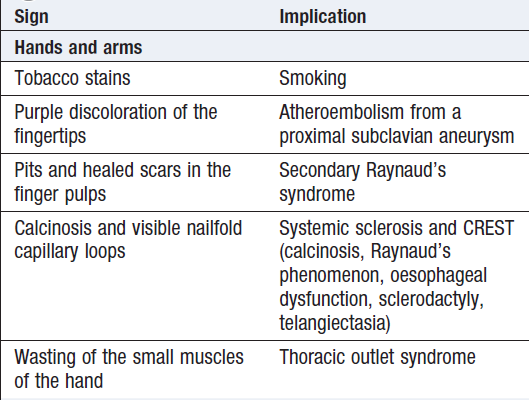 Sign Implication
Hands and arms
Tobacco stains Smoking
Purple discoloration of the Atheroembolism from a
fingertips proximal subclavian aneurysm
Pits and healed scars in the Secondary Raynaud's
finger pulps syndrome
Calcinosis and visible nailfold Systemic sclerosis and CREST
capillary loops (calcinosis, Raynaud's
phenomenon, oesophageal
dysfunction, sclerodactyly,
telangiectasia)
Wasting of the small muscles Thoracic outlet syndrome
of the hand